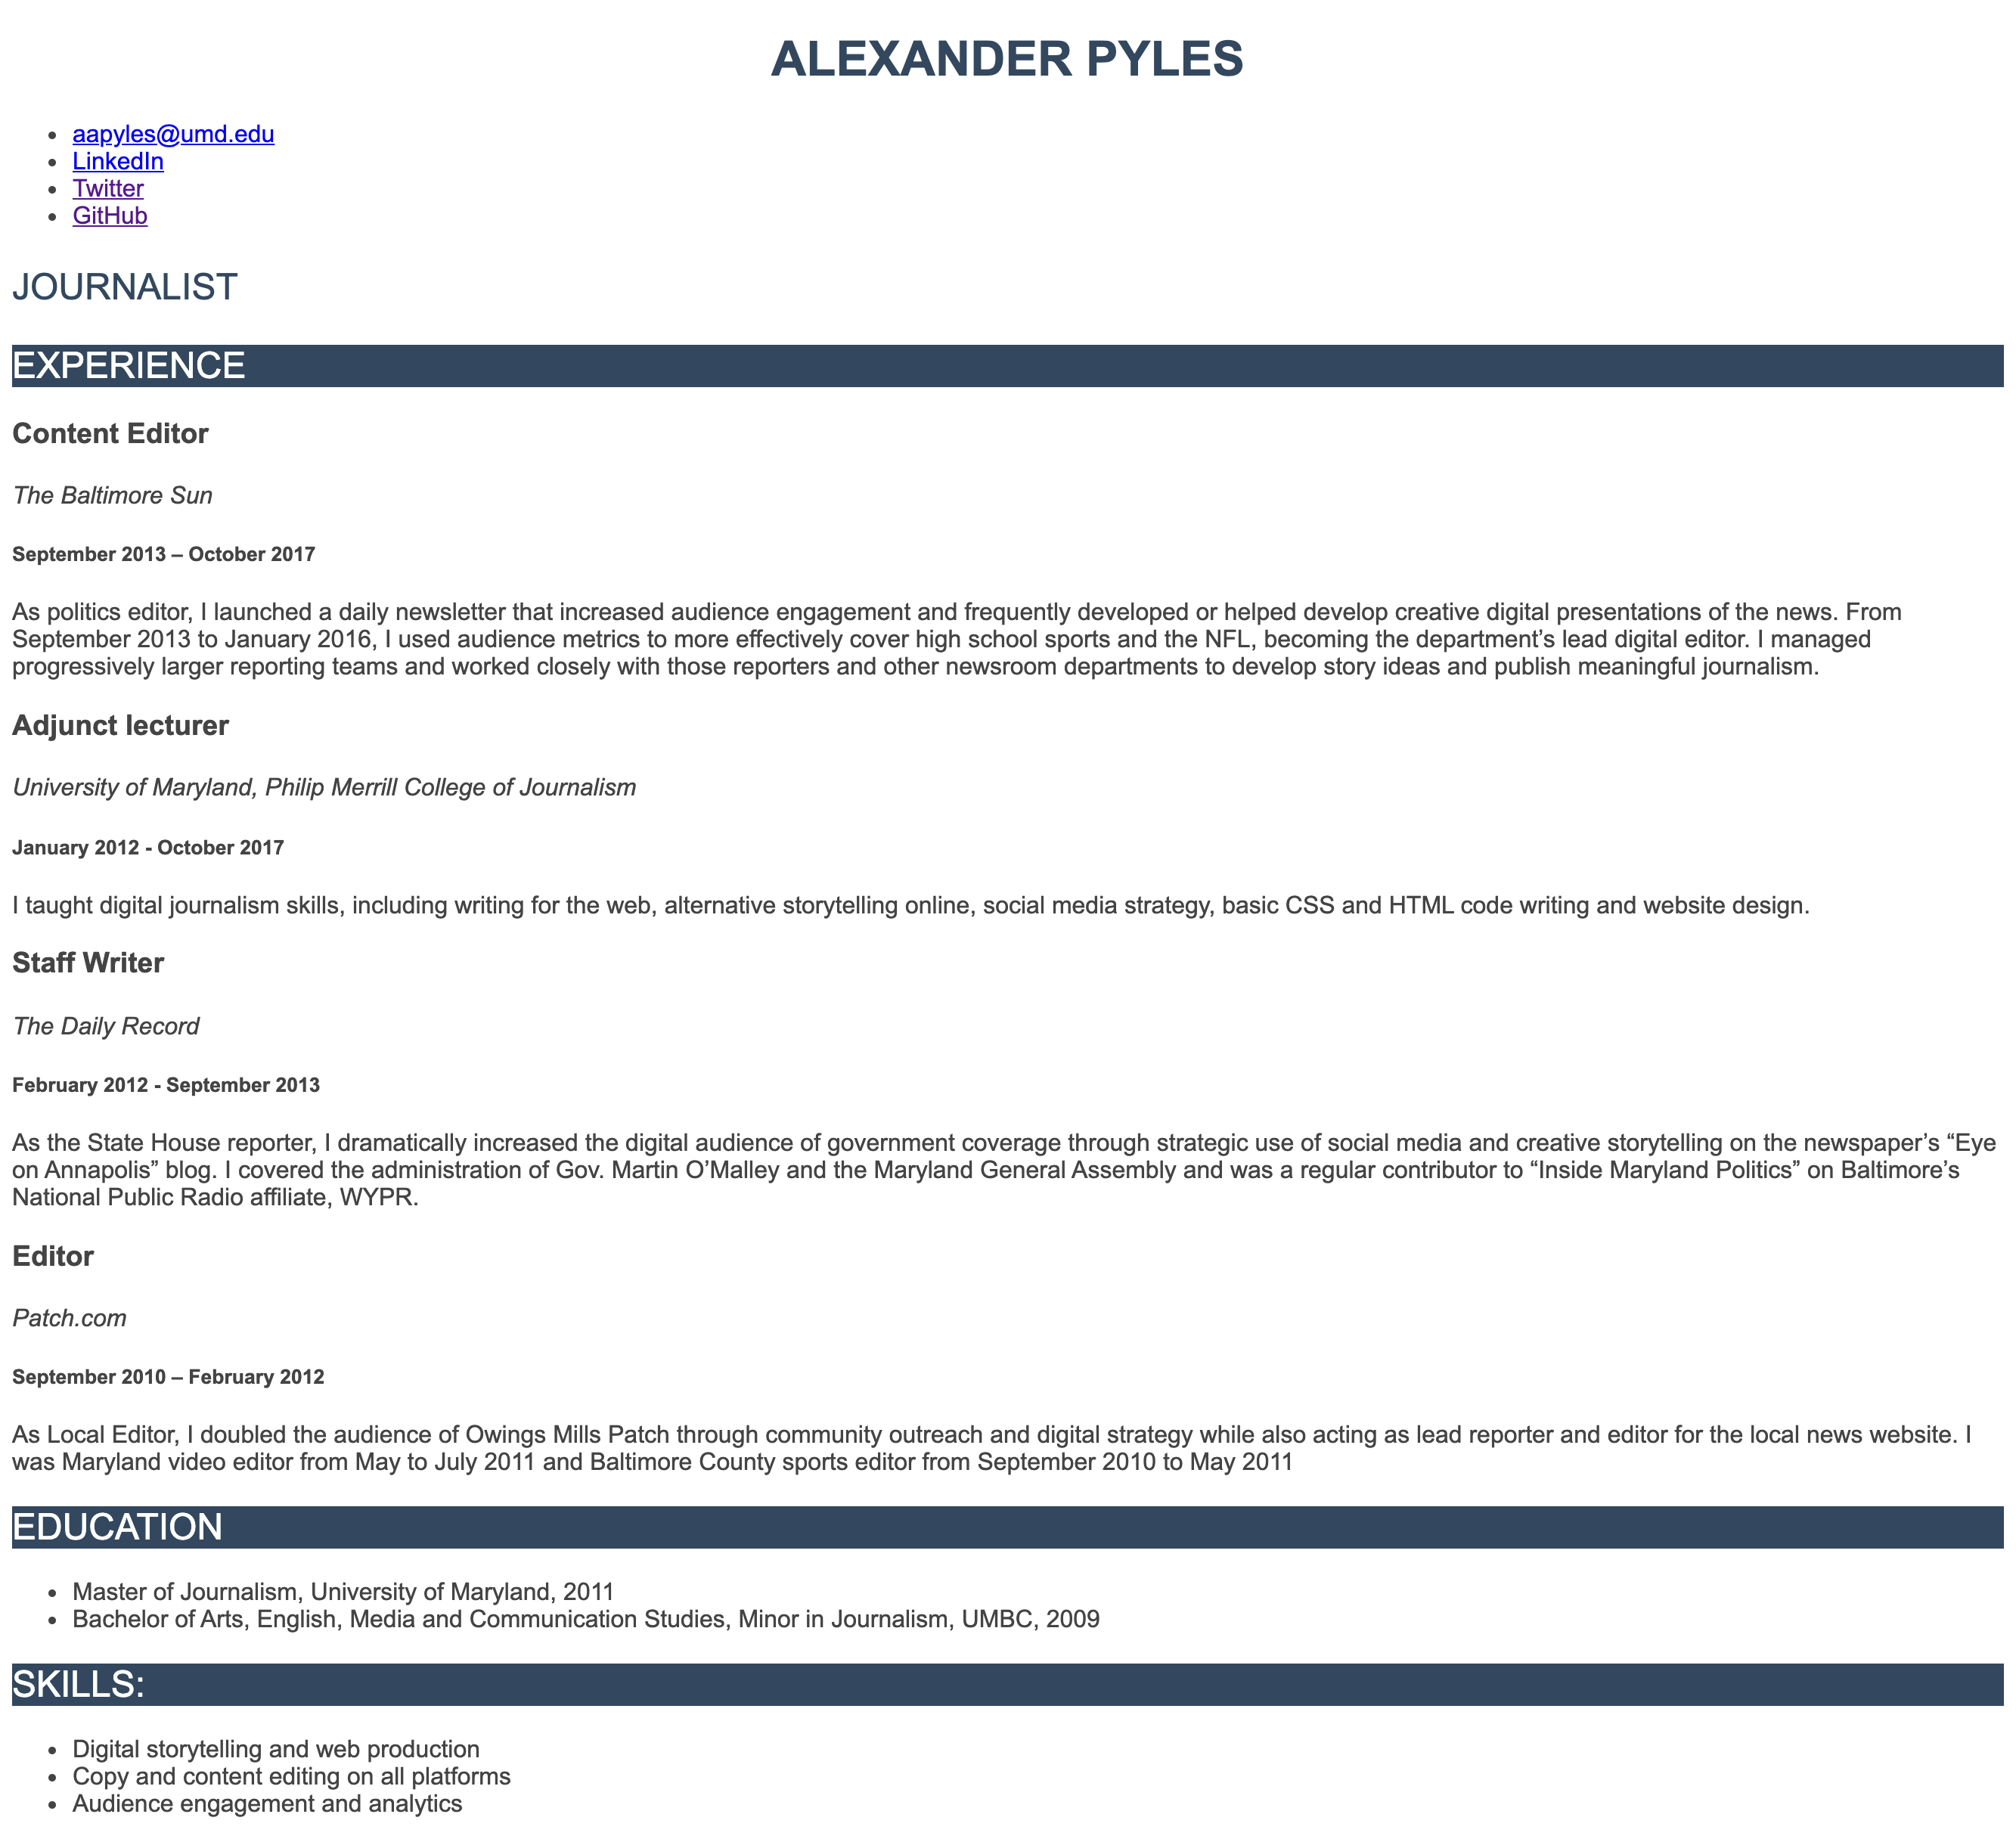 ALEXANDER PYLES
aapyles@umd.edu
LinkedIn
Twitter
GitHub
JOURNALIST
EXPERIENCE
Content Editor
The Baltimore Sun
September 2013 – October 2017
As politics editor, I launched a daily newsletter that increased audience engagement and frequently developed or helped develop creative digital presentations of the news. From
September 2013 to January 2016, I used audience metrics to more effectively cover high school sports and the NFL, becoming the department’s lead digital editor. I managed
progressively larger reporting teams and worked closely with those reporters and other newsroom departments to develop story ideas and publish meaningful journalism.
Adjunct lecturer
University of Maryland, Philip Merrill College of Journalism
January 2012 - October 2017
I taught digital journalism skills, including writing for the web, alternative storytelling online, social media strategy, basic CSS and HTML code writing and website design.
Staff Writer
The Daily Record
February 2012 - September 2013
As the State House reporter, I dramatically increased the digital audience of government coverage through strategic use of social media and creative storytelling on the newspaper’s “Eye
on Annapolis” blog. I covered the administration of Gov. Martin O’Malley and the Maryland General Assembly and was a regular contributor to “Inside Maryland Politics” on Baltimore’s
National Public Radio affiliate, WYPR.
Editor
Patch.com
September 2010 – February 2012
As Local Editor, I doubled the audience of Owings Mills Patch through community outreach and digital strategy while also acting as lead reporter and editor for the local news website. I
was Maryland video editor from May to July 2011 and Baltimore County sports editor from September 2010 to May 2011
EDUCATION
Master of Journalism, University of Maryland, 2011
Bachelor of Arts, English, Media and Communication Studies, Minor in Journalism, UMBC, 2009
SKILLS:
Digital storytelling and web production
Copy and content editing on all platforms
Audience engagement and analytics